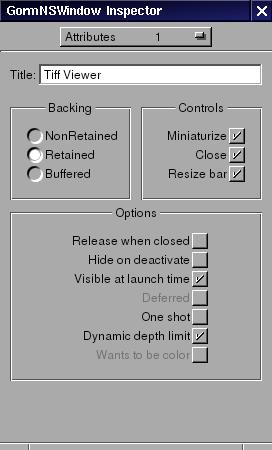 GormNSWindow Inspector
Attributes 1
Title: Tiff Viewer
Backing
NonRetained
Retained
Buffered
Controls
Miniaturize
Close
Resize bar
Options
Release when closed
Hide on deactivate
Visible at launch time
Deferred
One shot
Dynamic depth limit
Wants to be color